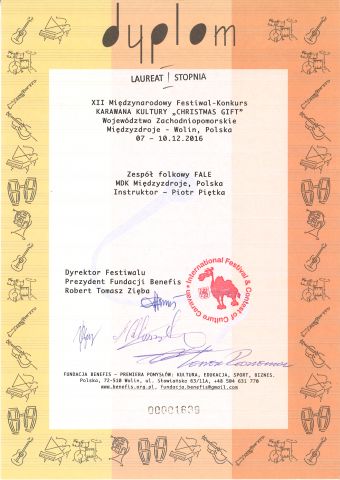 dyplom
LAUREAT I STOPNIA
XII Międzynarodowy Festiwal-Konkurs
KARAWANA KULTURY „CHRISTMAS GIFT”
Województwa Zachodniopomorskie
Międzyzdroje - Wolin, Polska
07 - 10.12.2016
Zespół folkowy FALE
MDK Międzyzdroje, Polska
Instruktor - Piotr Piętka
International Festival & Contest of Culture Caravan
Dyrektor Festiwalu
Prezydent Fundacji Benefis
Robert Tomasz Zięba
FUNDACJA BENEFIS - PREMIERA POMYSŁÓW: KULTURA, EDUKACJA, SPORT, BIZNES.
Polska, 72-510 Wolin, ul. Słowiańska 63/11A, +48 504 631 770
www.benefis.org.pl, fundacja.benefis@gmail.com